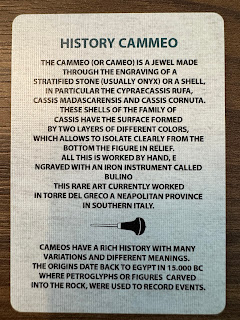 HISTORY CAMMEO
THE CAMMEO (OR CAMEO) IS A JEWEL MADE
THROUGH THE ENGRAVING OF A
STRATIFIED STONE (USUALLY ONYX) OR A SHELL,
IN PARTICULAR THE CYPRAECASSIS RUFA,
CASSIS MADASCARENSIS AND CASSIS CORNUTA.
THESE SHELLS OF THE FAMILY OF
CASSIS HAVE THE SURFACE FORMED
BY TWO LAYERS OF DIFFERENT COLORS,
WHICH ALLOWS TO ISOLATE CLEARLY FROM THE
BOTTOM THE FIGURE IN RELIEF.
ALL THIS IS WORKED BY HAND, E
NGRAVED WITH AN IRON INSTRUMENT CALLED
BULINO .
THIS RARE ART CURRENTLY WORKED
IN TORRE DEL GRECO A NEAPOLITAN PROVINCE
IN SOUTHERN ITALY.
CAMEOS HAVE A RICH HISTORY WITH MANY
VARIATIONS AND DIFFERENT MEANINGS.
THE ORIGINS DATE BACK TO EGYPT IN 15.000 BC
WHERE PETROGLYPHS OR FIGURES CARVED
INTO THE ROCK, WERE USED TO RECORD EVENTS.